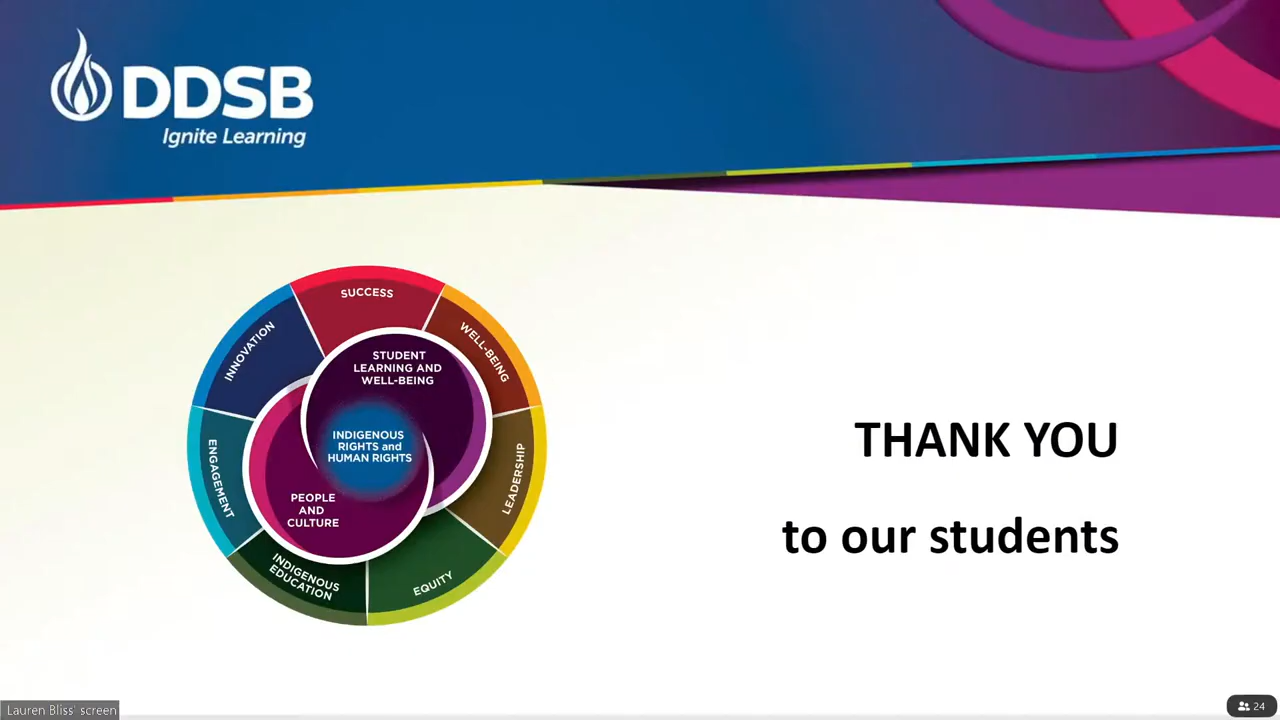 DDSB
Ignite Learning
SUCCESS
WELL-BEING
LEADERSHIP
EQUITY
INDIGENOUS
EDUCATION
ENGAGEMENT
INNOVATION
STUDENT
LEARNING AND
WELL-BEING
INDIGENOUS
RIGHTS and
HUMAN RIGHTS
PEOPLE
AND
CULTURE
THANK YOU
to our students
Lauren Bliss' screen
24